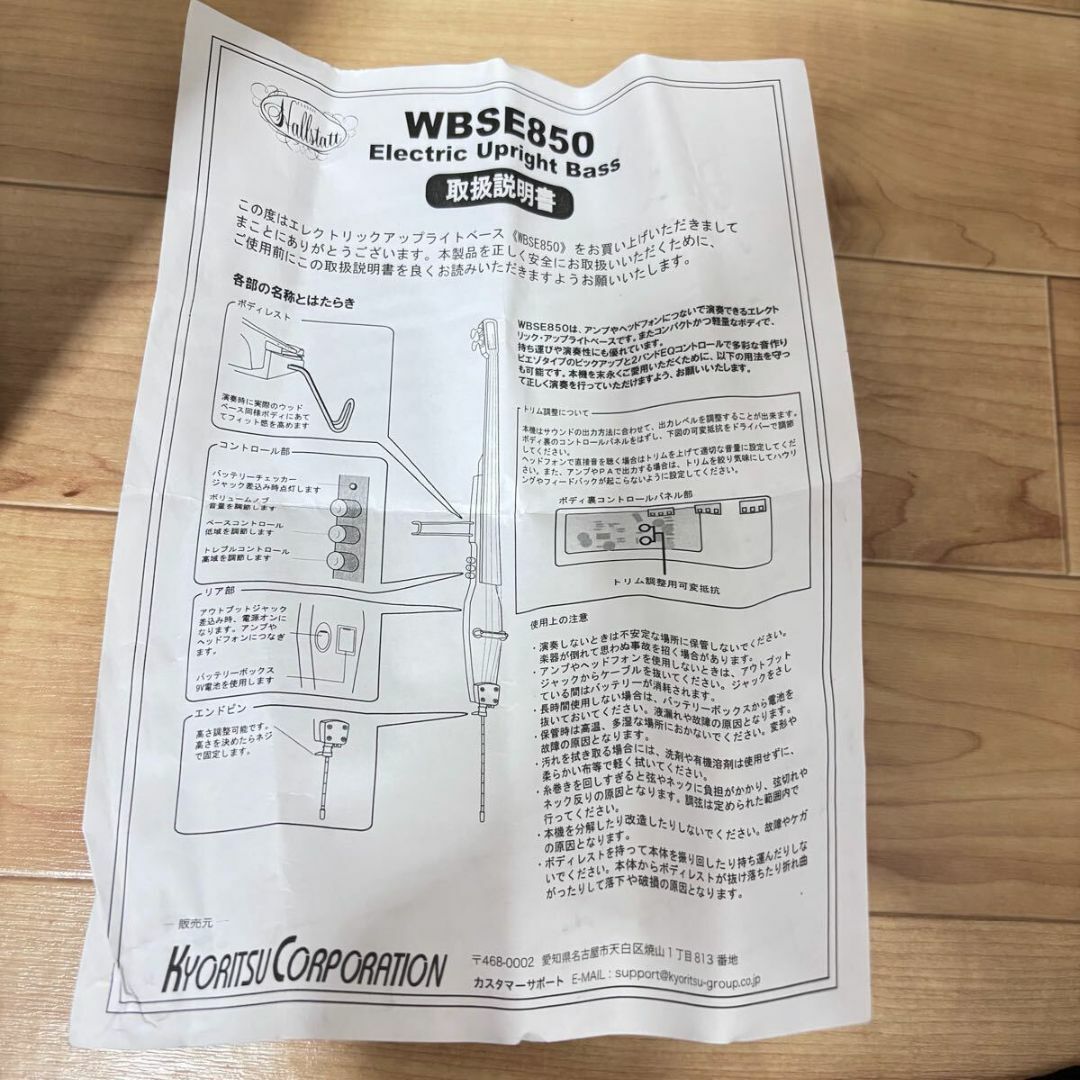 Hallstatt
WBSE850
Electric Upright Bass
取扱説明書
この度はエレクトリックアップライトベース《WBSE850》をお買い上げいただきまして
まことにありがとうございます。本製品を正しく安全にお取扱いいただくために、
ご使用前にこの取扱説明書を良くお読みいただきますようお願いいたします。
各部の名称とはたらき
ボディレスト
演奏時に実際のウッド
ベース同様ボディにあて
てフィット感を高めます
コントロール部
バッテリーチェッカー
ジャック差込み時点灯します
ボリュームノブ
音量を調節します
ベースコントロール
低域を調節します
トレブルコントロール
高域を調節します
リア部
アウトプットジャック
差込み時、電源オンに
なります。アンプや
ヘッドフォンにつなぎ
ます。
バッテリーボックス
9V電池を使用します
エンドピン
高さ調整可能です。
高さを決めたらネジ
で固定します。
WBSE850は、アンプやヘッドフォンにつないで演奏できるエレクト
リック・アップライトベースです。またコンパクトかつ軽量なボディで、
持ち運びや演奏性にも優れています。
ピエゾタイプのピックアップと2バンドEQコントロールで多彩な音作り
も可能です。本機を末永くご愛用いただくために、以下の用法を守っ
て正しく演奏を行っていただけますよう、お願いいたします。
トリム調整について
本機はサウンドの出力方法に合わせて、出力レベルを調整することが出来ます。
ボディ裏のコントロールパネルをはずし、下図の可変抵抗をドライバーで調節
してください。
ヘッドフォンで直接音を聴く場合はトリムを上げて適切な音量に設定してくだ
さい。また、アンプやPAで出力する場合は、トリムを絞り気味にしてハウリ
ングやフィードバックが起こらないように設定してください。
ボディ裏コントロールパネル部
トリム調整用可変抵抗
使用上の注意
・演奏しないときは不安定な場所に保管しないでください。
楽器が倒れて思わぬ事故を招く場合があります。
・アンプやヘッドフォンを使用しないときは、アウトプット
ジャックからケーブルを抜いてください。ジャックをさし
ている間はバッテリーが消耗されます。
・長時間使用しない場合は、バッテリーボックスから電池を
抜いておいてください。液漏れや故障の原因となります。
・保管時は高温、多湿な場所におかないでください。変形や
故障の原因となります。
・汚れを拭き取る場合には、洗剤や有機溶剤は使用せずに、
柔らかい布等で軽く拭いてください。
・糸巻きを回しすぎると弦やネックに負担がかかり、弦切れや
ネック反りの原因となります。調弦は定められた範囲内で
行ってください。
・本機を分解したり改造したりしないでください。故障やケガ
の原因となります。
・ボディレストを持って本体を振り回したり持ち運んだりしな
いでください。本体からボディレストが抜け落ちたり折れ曲
がったりして落下や破損の原因となります。
販売元
KYORITSU CORPORATION
〒468-0002 愛知県名古屋市天白区焼山1丁目813番地
カスタマーサポート E-MAIL：support@kyoritsu-group.co.jp